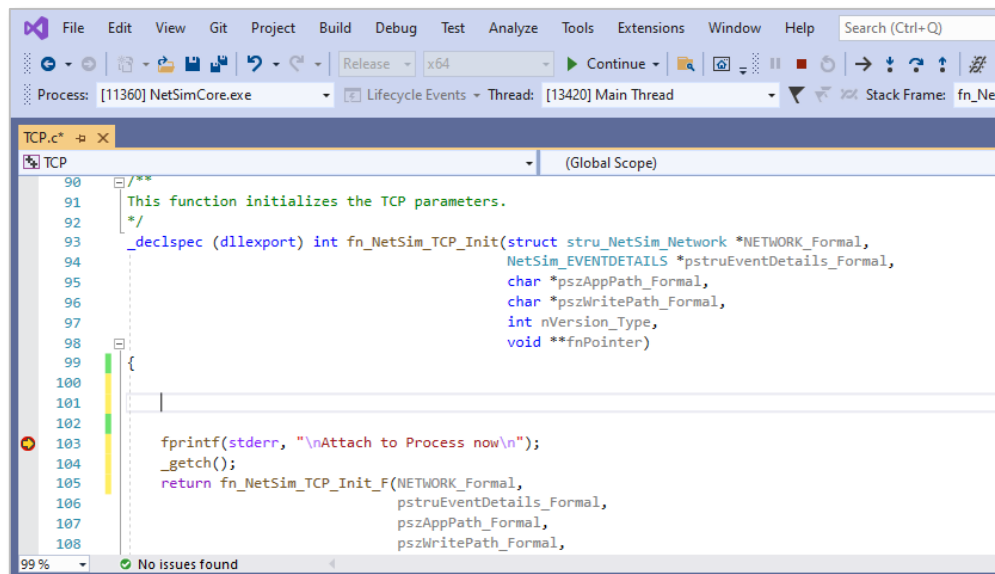 File Edit View Git Project Build Debug Test Analyze Tools Extensions Window Help Search (Ctrl+Q)
Release x64 Continue
Process: [11360] NetSimCore.exe Lifecycle Events Thread: [13420] Main Thread Stack Frame: fn_Ne
TCP.c*
TCP (Global Scope)
90 /**
91 This function initializes the TCP parameters.
92 */
93 _declspec (dllexport) int fn_NetSim_TCP_Init(struct stru_NetSim_Network *NETWORK_Formal,
94 NetSim_EVENTDETAILS *pstruEventDetails_Formal,
95 char *pszAppPath_Formal,
96 char *pszWritePath_Formal,
97 int nVersion_Type,
98 void **fnPointer)
99 {
100
101
102
103 fprintf(stderr, "\nAttach to Process now\n");
104 _getch();
105 return fn_NetSim_TCP_Init_F(NETWORK_Formal,
106 pstruEventDetails_Formal,
107 pszAppPath_Formal,
108 pszWritePath_Formal,
99 % No issues found